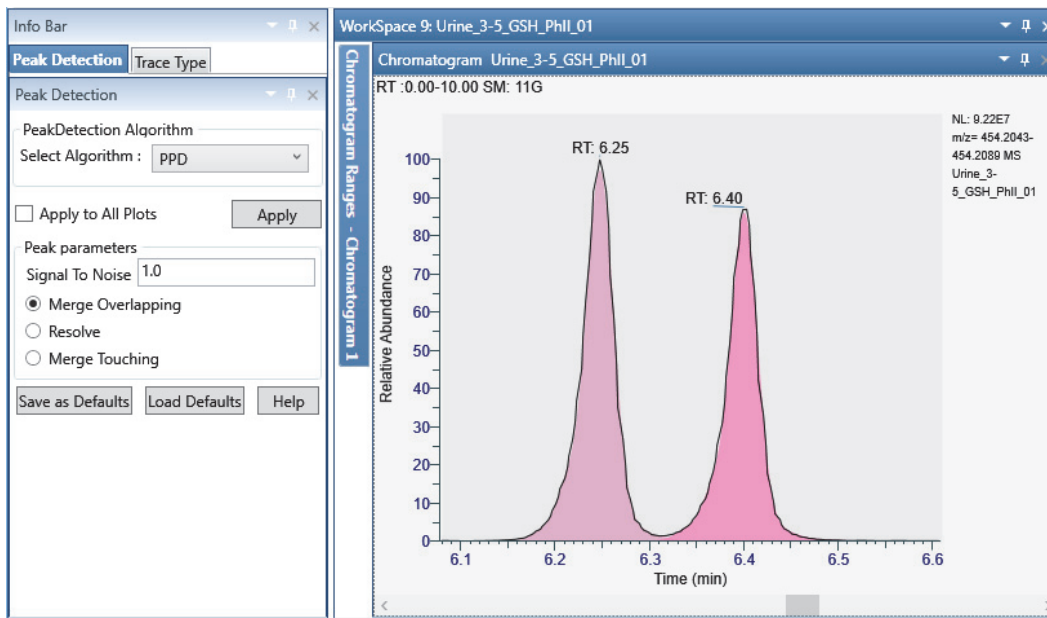 Info Bar
Peak Detection
Trace Type
Peak Detection
PeakDetection Algorithm
Select Algorithm : PPD
Apply to All Plots
Apply
Peak parameters
Signal To Noise 1.0
Merge Overlapping
Resolve
Merge Touching
Save as Defaults
Load Defaults
Help
WorkSpace 9: Urine_3-5_GSH_PhII_01
Chromatogram Ranges - Chromatogram 1
Chromatogram Urine_3-5_GSH_PhII_01
RT :0.00-10.00 SM: 11G
NL: 9.22E7
m/z= 454.2043-
454.2089 MS
Urine_3-
5_GSH_PhII_01
RT: 6.25
RT: 6.40
Relative Abundance
100
90
80
70
60
50
40
30
20
10
0
6.1 6.2 6.3 6.4 6.5 6.6
Time (min)